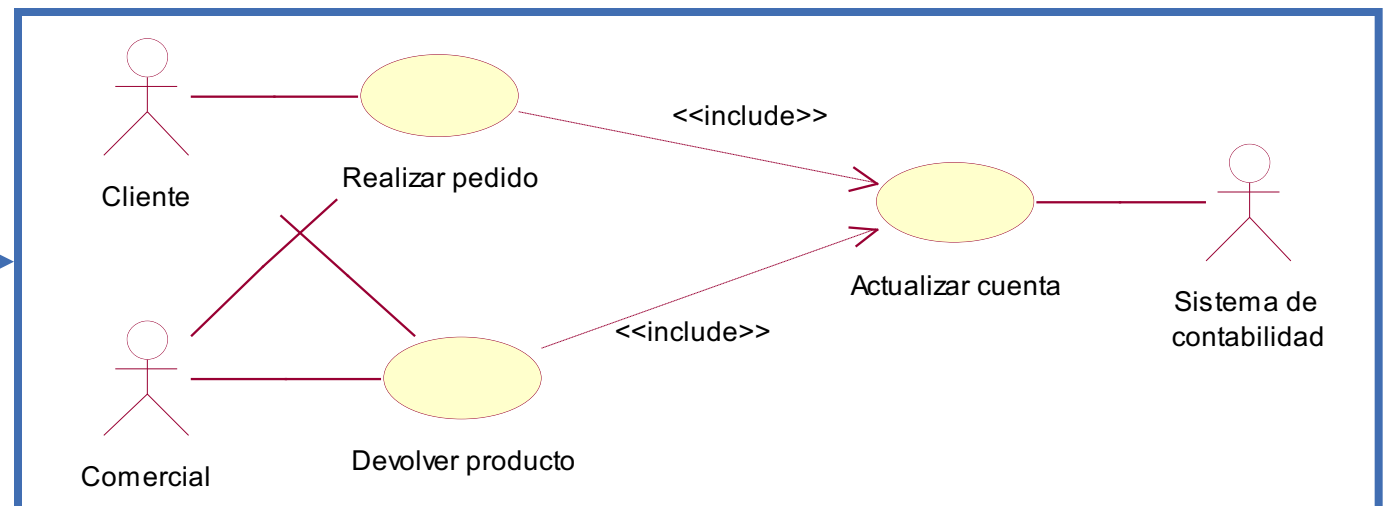 <<include>>
Realizar pedido
Cliente
Actualizar cuenta
Sistema de
contabilidad
<<include>>
Devolver producto
Comercial